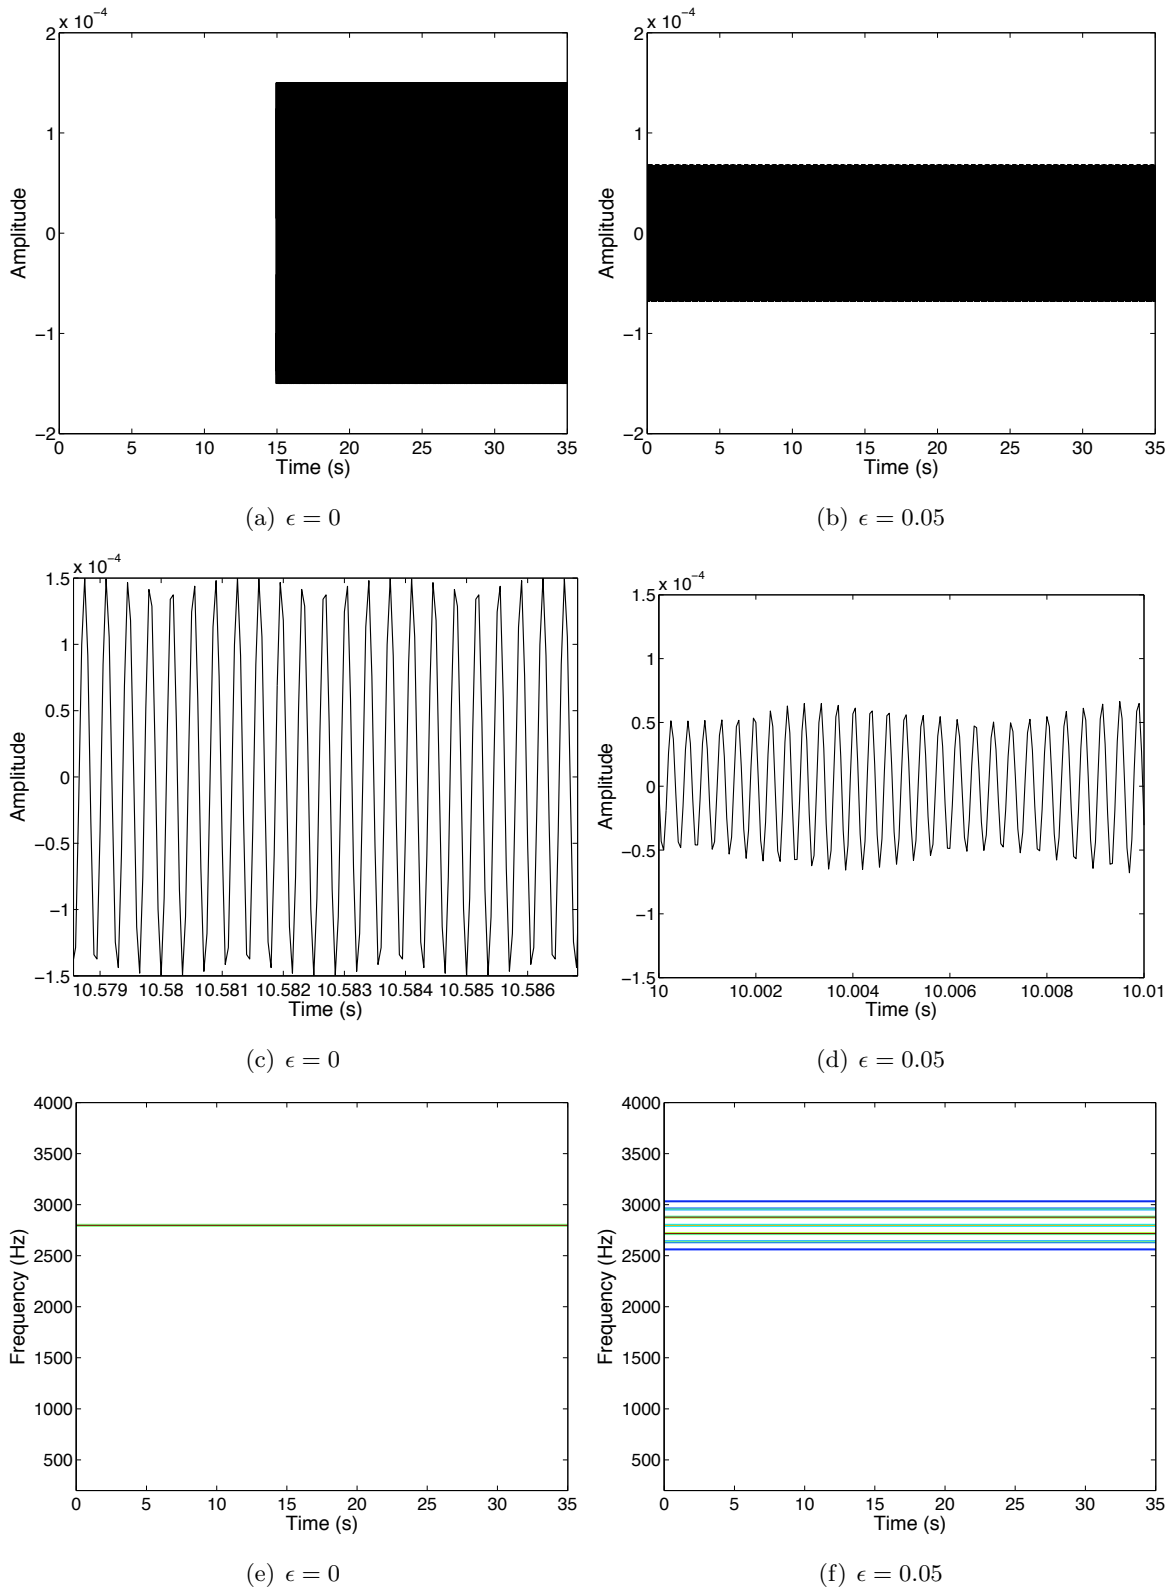 x 10⁻⁴
2
1
0
−1
−2
Amplitude
0 5 10 15 20 25 30 35
Time (s)
(a) ϵ = 0
x 10⁻⁴
2
1
0
−1
−2
Amplitude
0 5 10 15 20 25 30 35
Time (s)
(b) ϵ = 0.05
x 10⁻⁴
1.5
1
0.5
0
−0.5
−1
−1.5
Amplitude
10.579 10.58 10.581 10.582 10.583 10.584 10.585 10.586
Time (s)
(c) ϵ = 0
x 10⁻⁴
1.5
1
0.5
0
−0.5
−1
−1.5
Amplitude
10 10.002 10.004 10.006 10.008 10.01
Time (s)
(d) ϵ = 0.05
4000
3500
3000
2500
2000
1500
1000
500
Frequency (Hz)
0 5 10 15 20 25 30 35
Time (s)
(e) ϵ = 0
4000
3500
3000
2500
2000
1500
1000
500
Frequency (Hz)
0 5 10 15 20 25 30 35
Time (s)
(f) ϵ = 0.05